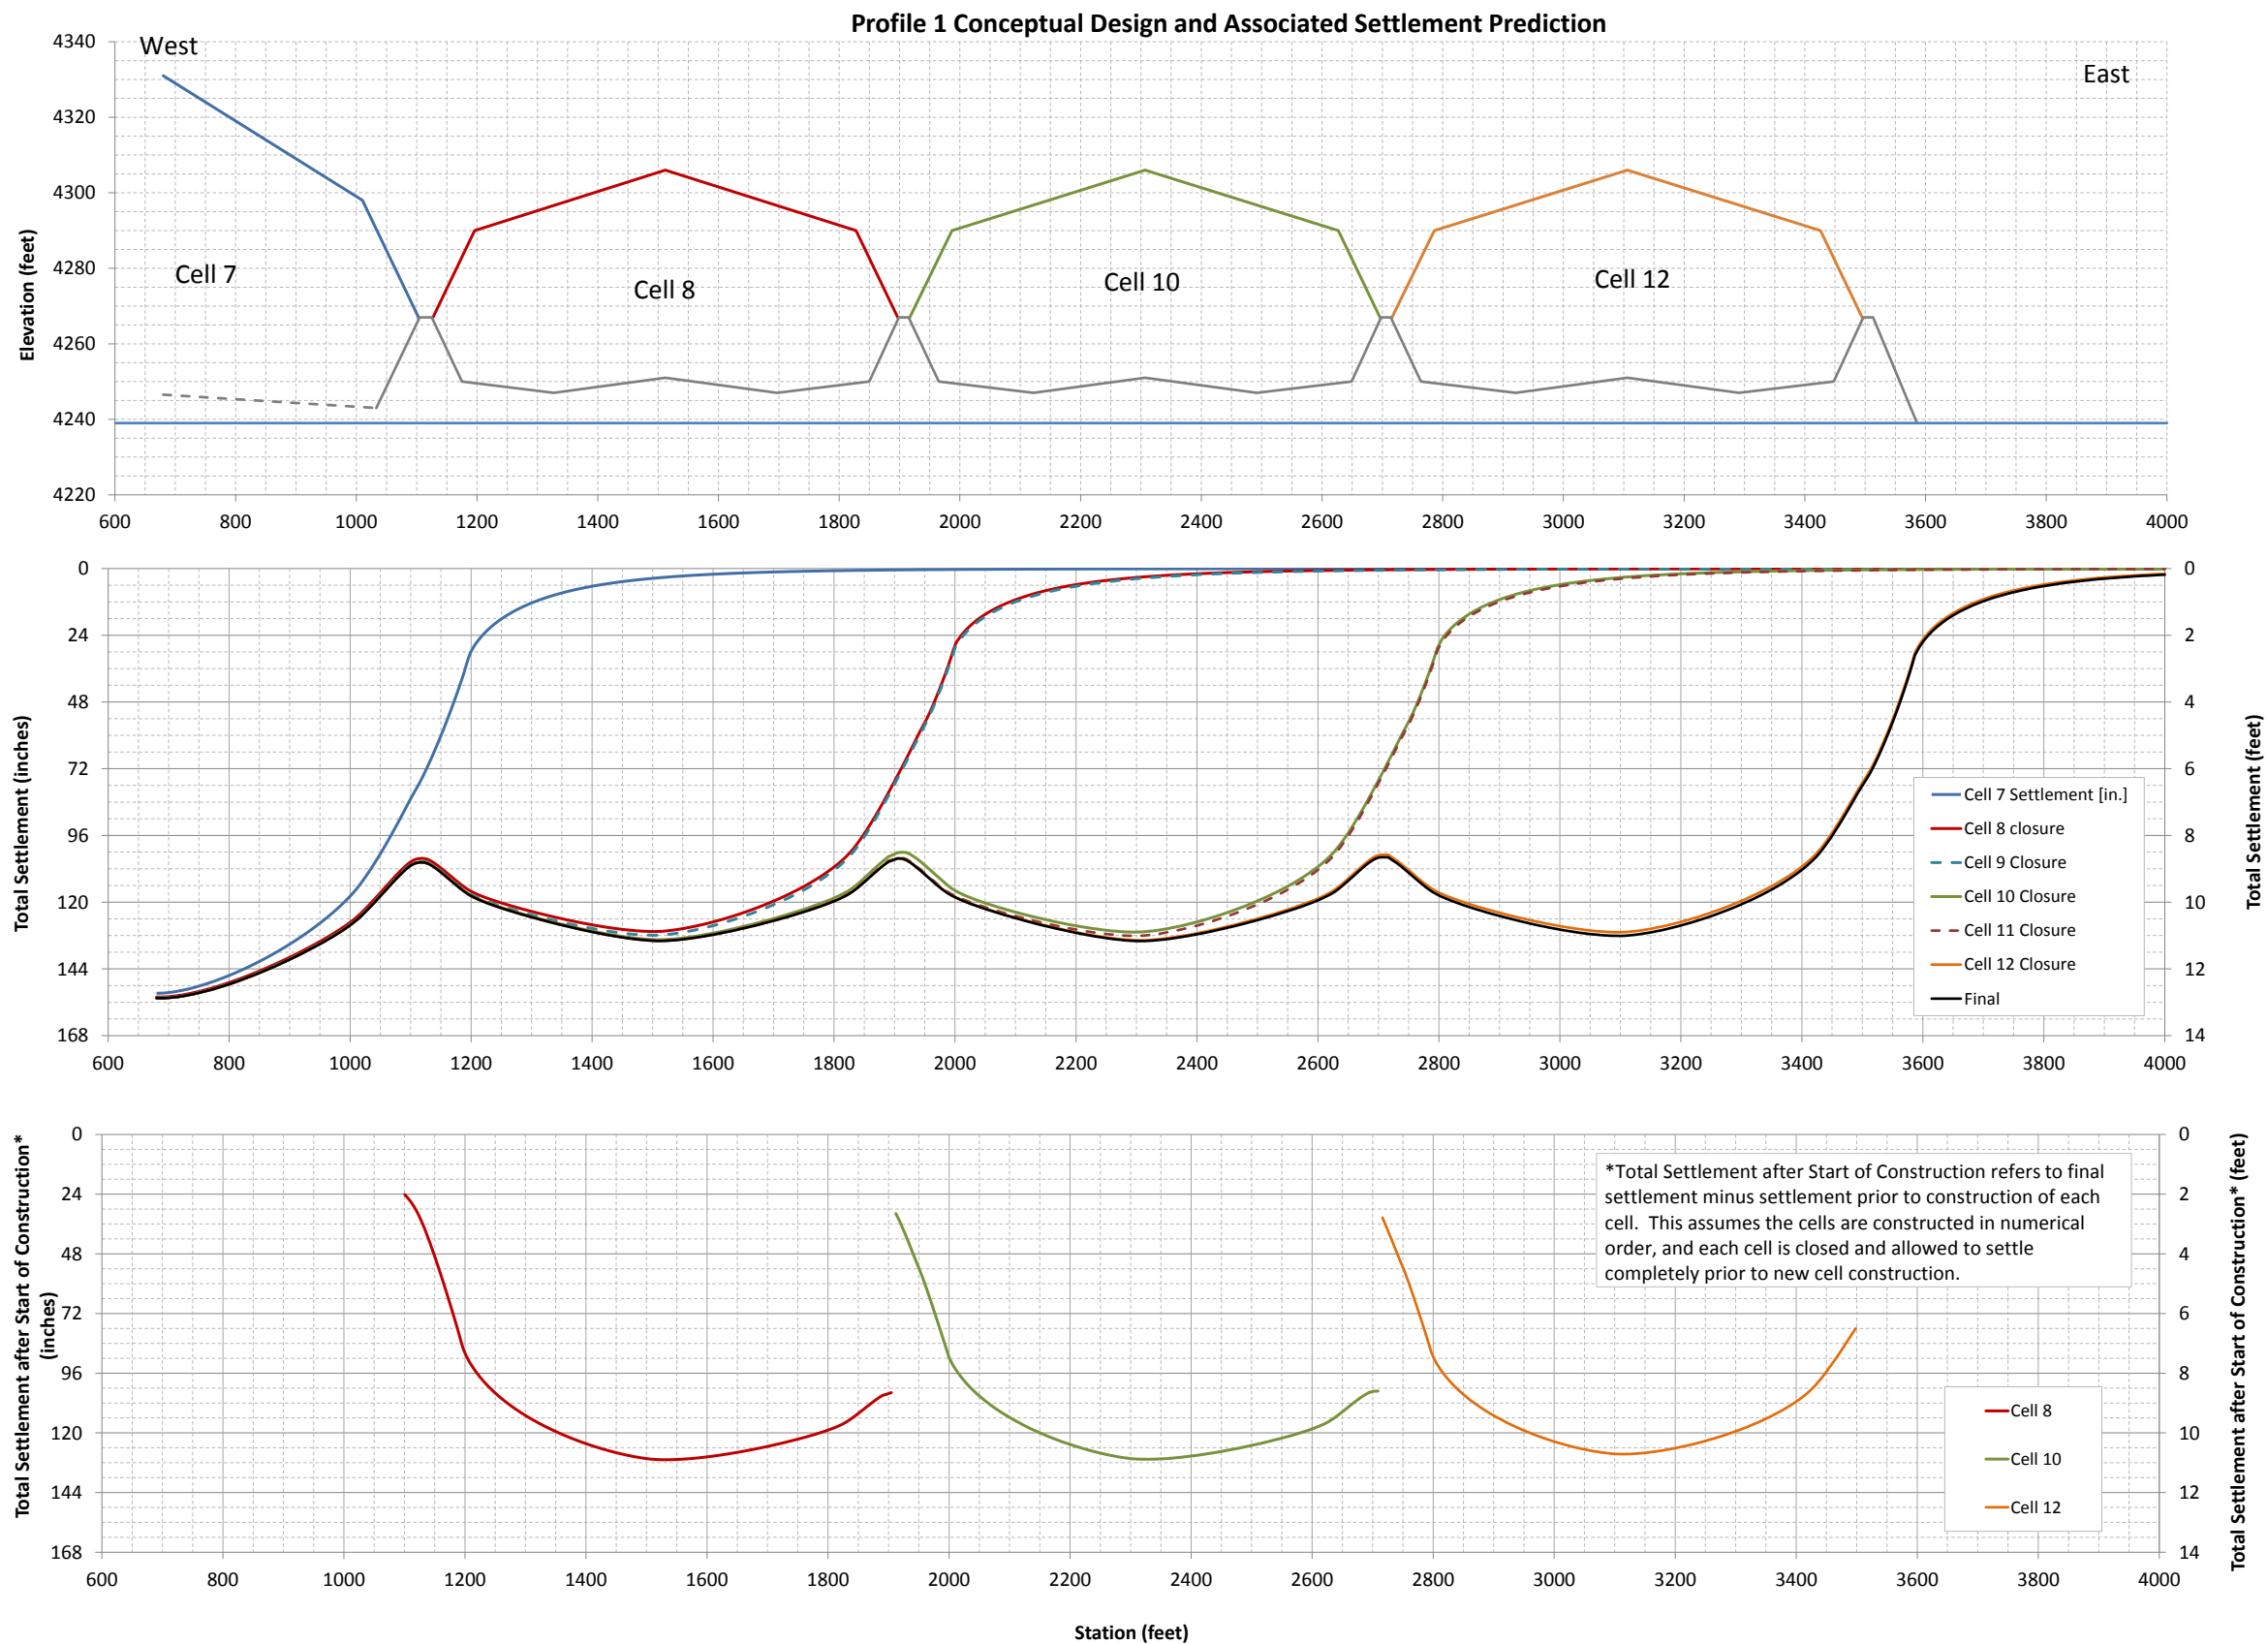 Profile 1 Conceptual Design and Associated Settlement Prediction
West
East
Elevation (feet)
4340
4320
4300
4280
4260
4240
4220
Cell 7
Cell 8
Cell 10
Cell 12
600 800 1000 1200 1400 1600 1800 2000 2200 2400 2600 2800 3000 3200 3400 3600 3800 4000
Total Settlement (inches)
0
24
48
72
96
120
144
168
Total Settlement (feet)
0
2
4
6
8
10
12
14
Cell 7 Settlement [in.]
Cell 8 closure
Cell 9 Closure
Cell 10 Closure
Cell 11 Closure
Cell 12 Closure
Final
600 800 1000 1200 1400 1600 1800 2000 2200 2400 2600 2800 3000 3200 3400 3600 3800 4000
Total Settlement after Start of Construction*
(inches)
0
24
48
72
96
120
144
168
Total Settlement after Start of Construction* (feet)
0
2
4
6
8
10
12
14
*Total Settlement after Start of Construction refers to final
settlement minus settlement prior to construction of each
cell. This assumes the cells are constructed in numerical
order, and each cell is closed and allowed to settle
completely prior to new cell construction.
Cell 8
Cell 10
Cell 12
600 800 1000 1200 1400 1600 1800 2000 2200 2400 2600 2800 3000 3200 3400 3600 3800 4000
Station (feet)